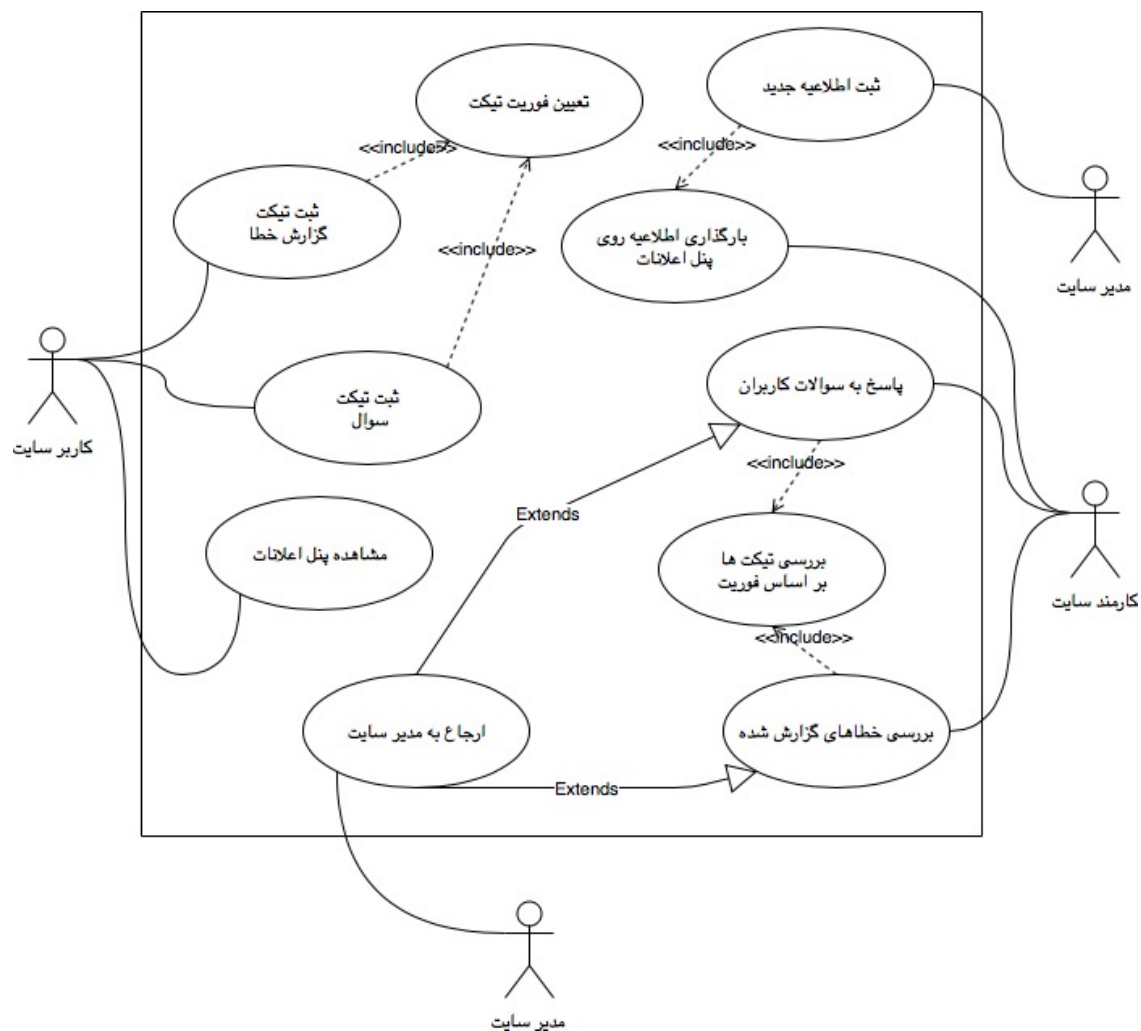 ثبت اطلاعیه جدید
تعیین فوریت تیکت
<<include>>
<<include>>
ثبت تیکت
گزارش خطا
<<include>>
بارگذاری اطلاعیه روی
پنل اعلانات
مدیر سایت
پاسخ به سوالات کاربران
ثبت تیکت
سوال
کاربر سایت
<<include>>
Extends
مشاهده پنل اعلانات
بررسی تیکت ها
بر اساس فوریت
کارمند سایت
<<include>>
ارجاع به مدیر سایت
بررسی خطاهای گزارش شده
Extends
مدیر سایت